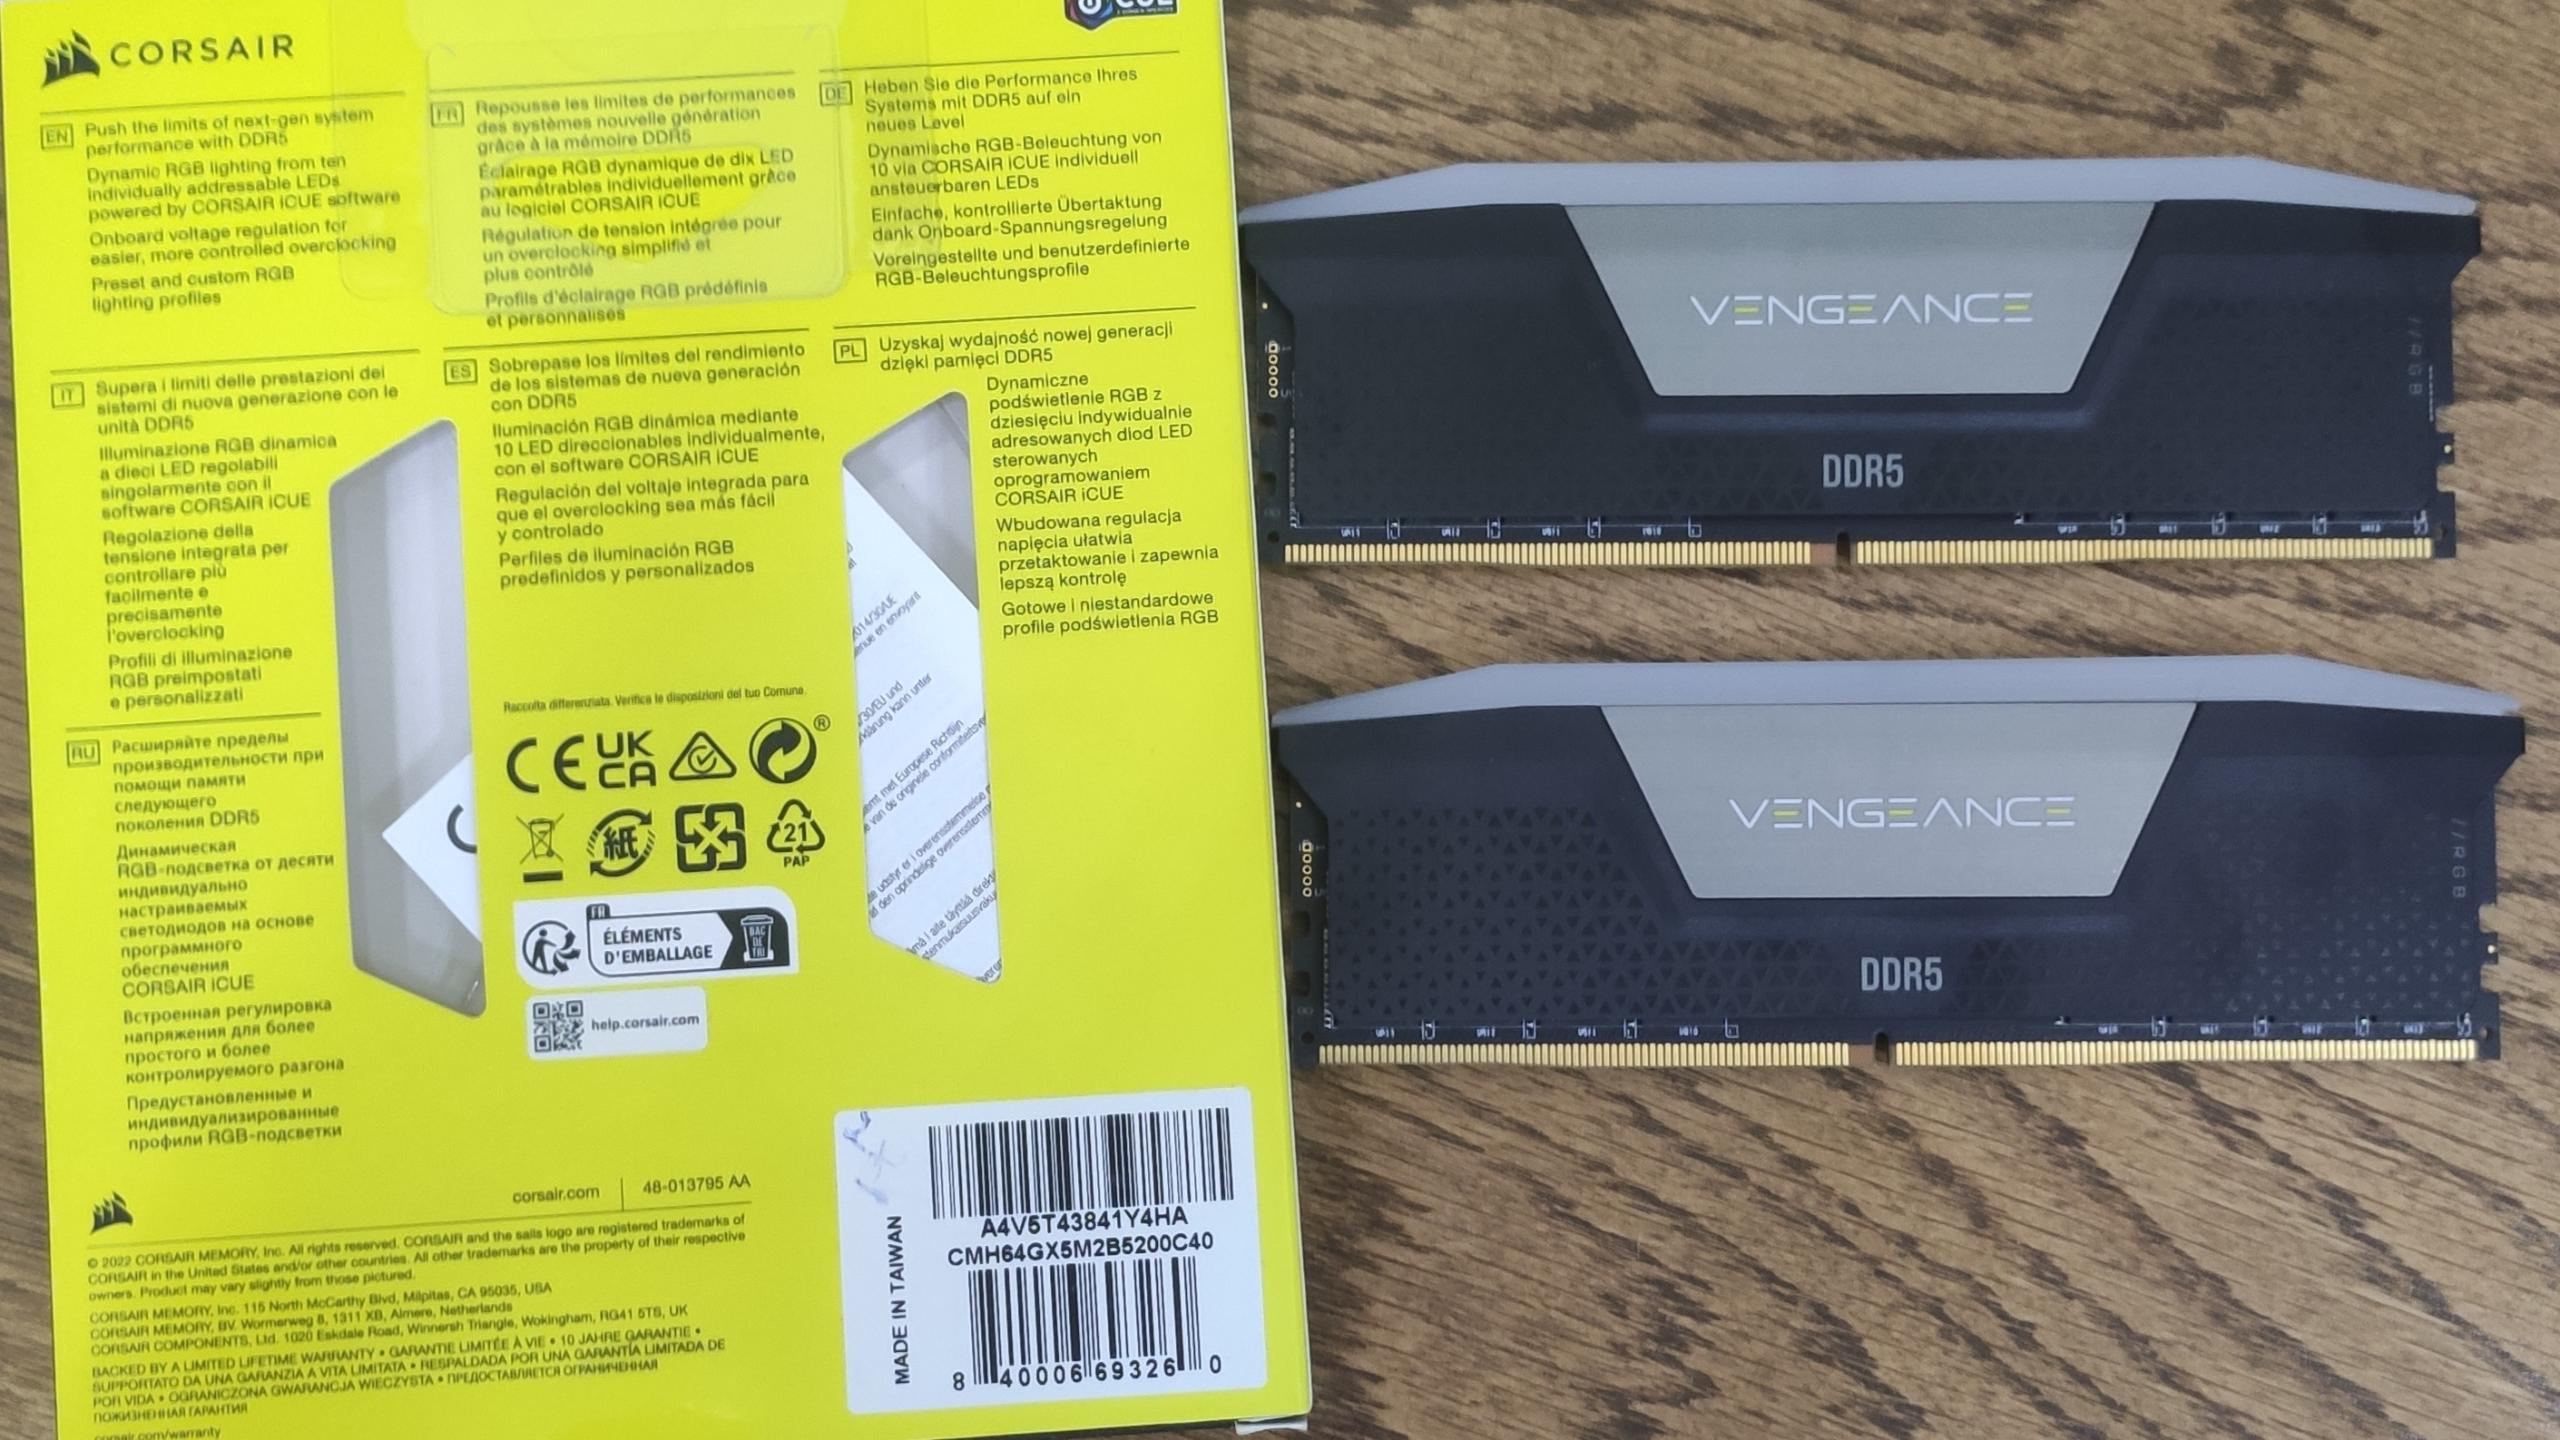 CORSAIR
EN
Push the limits of next-gen system
performance with DDR5
Dynamic RGB lighting from ten
individually addressable LEDs
powered by CORSAIR iCUE software
Onboard voltage regulation for
easier, more controlled overclocking
Preset and custom RGB
lighting profiles
FR
Repousse les limites de performances
des systèmes nouvelle génération
grâce à la mémoire DDR5
Éclairage RGB dynamique de dix LED
paramétrables individuellement grâce
au logiciel CORSAIR iCUE
Régulation de tension intégrée pour
un overclocking simplifié et
plus contrôlé
Profils d'éclairage RGB prédéfinis
et personnalisés
DE
Heben Sie die Performance Ihres
Systems mit DDR5 auf ein
neues Level
Dynamische RGB-Beleuchtung von
10 via CORSAIR iCUE individuell
ansteuerbaren LEDs
Einfache, kontrollierte Übertaktung
dank Onboard-Spannungsregelung
Voreingestellte und benutzerdefinierte
RGB-Beleuchtungsprofile
IT
Supera i limiti delle prestazioni dei
sistemi di nuova generazione con le
unità DDR5
Illuminazione RGB dinamica
a dieci LED regolabili
singolarmente con il
software CORSAIR iCUE
Regolazione della
tensione integrata per
controllare più
facilmente e
precisamente
l'overclocking
Profili di illuminazione
RGB preimpostati
e personalizzati
ES
Sobrepase los límites del rendimiento
de los sistemas de nueva generación
con DDR5
Iluminación RGB dinámica mediante
10 LED direccionables individualmente,
con el software CORSAIR iCUE
Regulación del voltaje integrada para
que el overclocking sea más fácil
y controlado
Perfiles de iluminación RGB
predefinidos y personalizados
PL
Uzyskaj wydajność nowej generacji
dzięki pamięci DDR5
Dynamiczne
podświetlenie RGB z
dziesięciu indywidualnie
adresowanych diod LED
sterowanych
oprogramowaniem
CORSAIR iCUE
Wbudowana regulacja
napięcia ułatwia
przetaktowanie i zapewnia
lepszą kontrolę
Gotowe i niestandardowe
profile podświetlenia RGB
RU
Расширяйте пределы
производительности при
помощи памяти
следующего
поколения DDR5
Динамическая
RGB-подсветка от десяти
индивидуально
настраиваемых
светодиодов на основе
программного
обеспечения
CORSAIR iCUE
Встроенная регулировка
напряжения для более
простого и более
контролируемого разгона
Предустановленные и
индивидуализированные
профили RGB-подсветки
Raccolta differenziata. Verifica le disposizioni del tuo Comune.
CE UK
CA
®
紙
21
PAP
FR
ÉLÉMENTS
D'EMBALLAGE
BAC
DE
TRI
help.corsair.com
corsair.com
48-013795 AA
© 2022 CORSAIR MEMORY, Inc. All rights reserved. CORSAIR and the sails logo are registered trademarks of
CORSAIR in the United States and/or other countries. All other trademarks are the property of their respective
owners. Product may vary slightly from those pictured.
CORSAIR MEMORY, Inc. 115 North McCarthy Blvd, Milpitas, CA 95035, USA
CORSAIR MEMORY, BV. Wormerweg 8, 1311 XB, Almere, Netherlands
CORSAIR COMPONENTS, Ltd. 1020 Eskdale Road, Winnersh Triangle, Wokingham, RG41 5TS, UK
BACKED BY A LIMITED LIFETIME WARRANTY • GARANTIE LIMITÉE À VIE • 10 JAHRE GARANTIE •
SUPPORTATO DA UNA GARANZIA A VITA LIMITATA • RESPALDADA POR UNA GARANTÍA LIMITADA DE
POR VIDA • OGRANICZONA GWARANCJA WIECZYSTA • ПРЕДОСТАВЛЯЕТСЯ ОГРАНИЧЕННАЯ
ПОЖИЗНЕННАЯ ГАРАНТИЯ
corsair.com/warranty
MADE IN TAIWAN
A4V5T43841Y4HA
CMH64GX5M2B5200C40
8 40006 69326 0
VENGEANCE
DDR5
RGB
VENGEANCE
DDR5
RGB